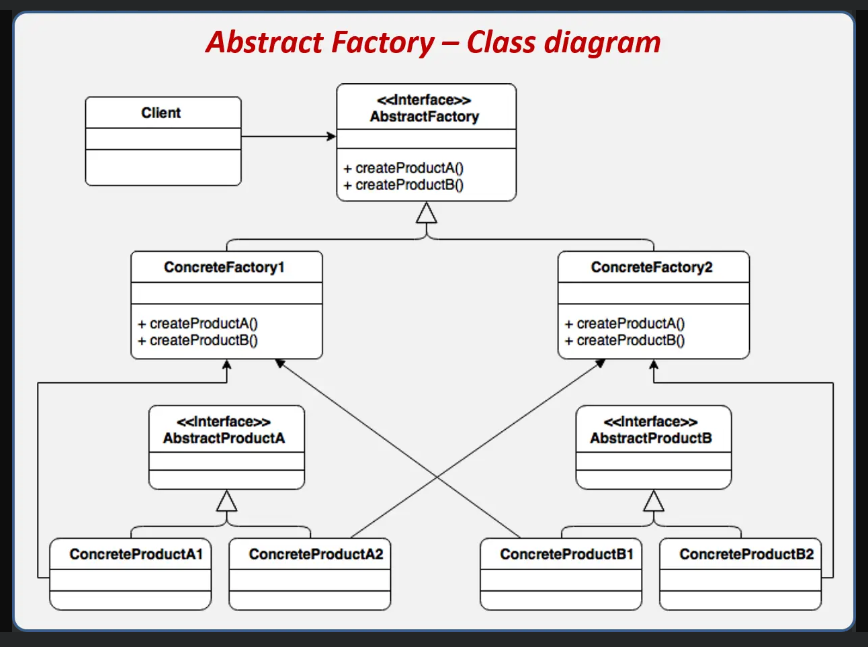 Abstract Factory – Class diagram
Client
<<Interface>>
AbstractFactory
+ createProductA()
+ createProductB()
ConcreteFactory1
+ createProductA()
+ createProductB()
ConcreteFactory2
+ createProductA()
+ createProductB()
<<Interface>>
AbstractProductA
<<Interface>>
AbstractProductB
ConcreteProductA1
ConcreteProductA2
ConcreteProductB1
ConcreteProductB2